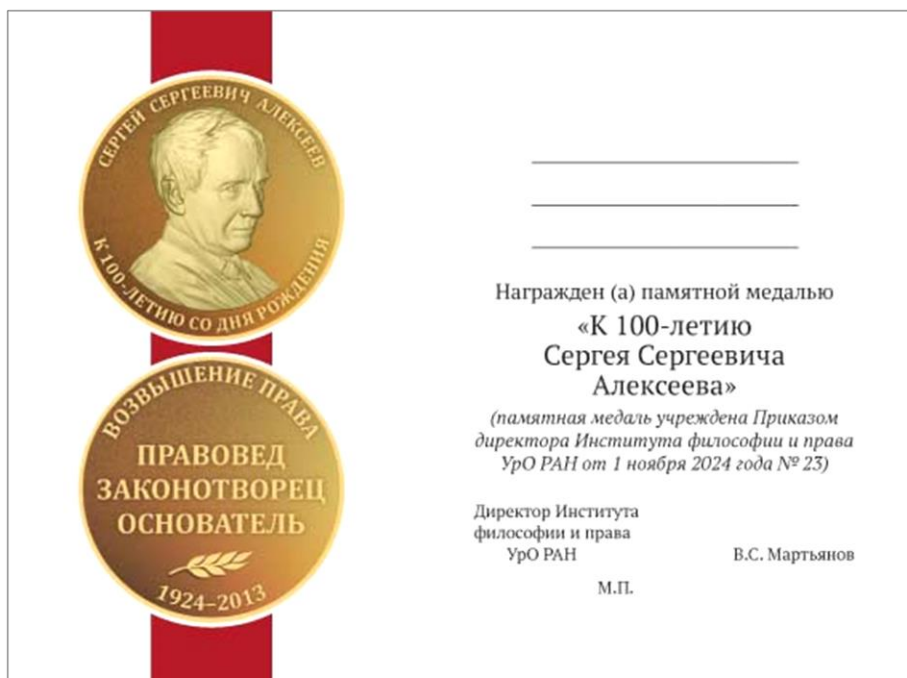 СЕРГЕЙ СЕРГЕЕВИЧ АЛЕКСЕЕВ
К 100-ЛЕТИЮ СО ДНЯ РОЖДЕНИЯ
ВОЗВЫШЕНИЕ ПРАВА
ПРАВОВЕД
ЗАКОНОТВОРЕЦ
ОСНОВАТЕЛЬ
1924–2013
Награжден (а) памятной медалью
«К 100-летию
Сергея Сергеевича
Алексеева»
(памятная медаль учреждена Приказом
директора Института философии и права
УрО РАН от 1 ноября 2024 года № 23)
Директор Института
философии и права
УрО РАН В.С. Мартьянов
М.П.